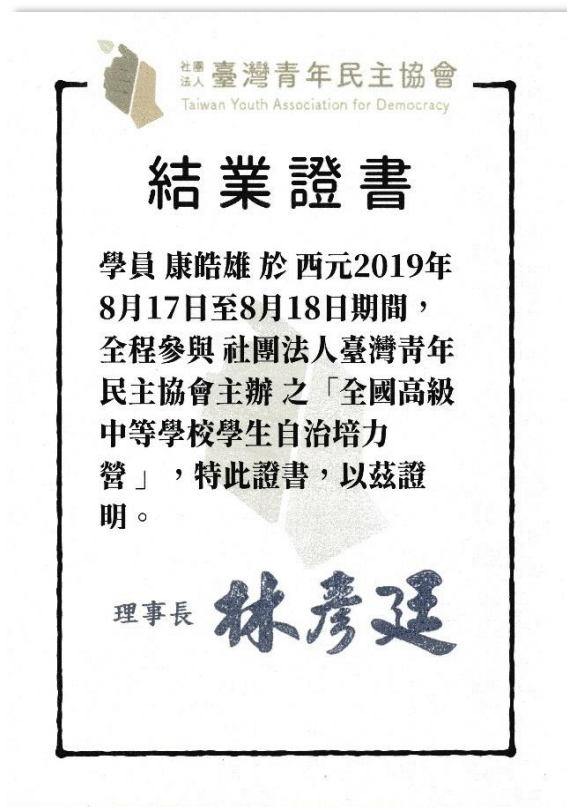 社團法人 臺灣青年民主協會
Taiwan Youth Association for Democracy
結業證書
學員 康皓雄 於 西元2019年
8月17日至8月18日期間，
全程參與 社團法人臺灣青年
民主協會主辦 之「全國高級
中等學校學生自治培力
營 」，特此證書，以茲證
明。
理事長 林彥廷